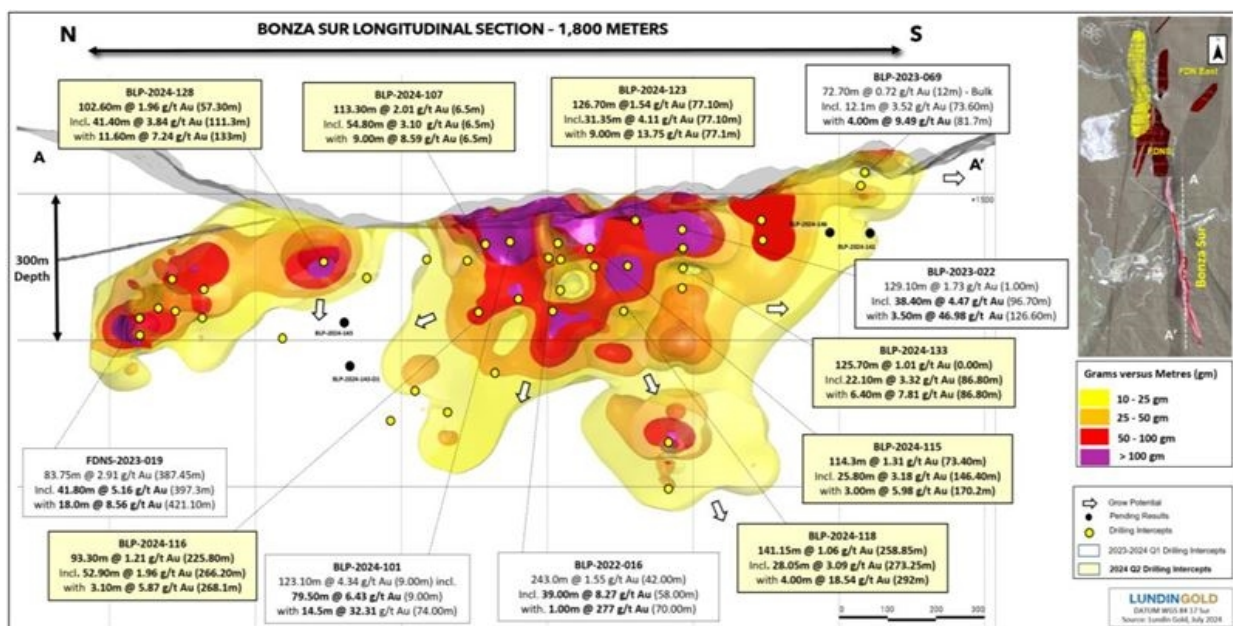 BONZA SUR LONGITUDINAL SECTION – 1,800 METERS
N
S
BLP-2024-128
102.60m @ 1.96 g/t Au (57.30m)
Incl. 41.40m @ 3.84 g/t Au (111.3m)
with 11.60m @ 7.24 g/t Au (133m)
BLP-2024-107
113.30m @ 2.01 g/t Au (6.5m)
Incl. 54.80m @ 3.10 g/t Au (6.5m)
with 9.00m @ 8.59 g/t Au (6.5m)
BLP-2024-123
126.70m @1.54 g/t Au (77.10m)
Incl.31.35m @ 4.11 g/t Au (77.10m)
with 9.00m @ 13.75 g/t Au (77.1m)
BLP-2023-069
72.70m @ 0.72 g/t Au (12m) - Bulk
Incl. 12.1m @ 3.52 g/t Au (73.60m)
with 4.00m @ 9.49 g/t Au (81.7m)
A
A'
300m
Depth
BLP-2024-145
BLP-2023-022
129.10m @ 1.73 g/t Au (1.00m)
Incl. 38.40m @ 4.47 g/t Au (96.70m)
with 3.50m @ 46.98 g/t Au (126.60m)
BLP-2024-133
125.70m @ 1.01 g/t Au (0.00m)
Incl.22.10m @ 3.32 g/t Au (86.80m)
with 6.40m @ 7.81 g/t Au (86.80m)
BLP-2024-115
114.3m @ 1.31 g/t Au (73.40m)
Incl. 25.80m @ 3.18 g/t Au (146.40m)
with 3.00m @ 5.98 g/t Au (170.2m)
FDNS-2023-019
83.75m @ 2.91 g/t Au (387.45m)
Incl. 41.80m @ 5.16 g/t Au (397.3m)
with 18.0m @ 8.56 g/t Au (421.10m)
BLP-2024-116
93.30m @ 1.21 g/t Au (225.80m)
Incl. 52.90m @ 1.96 g/t Au (266.20m)
with 3.10m @ 5.87 g/t Au (268.1m)
BLP-2024-101
123.10m @ 4.34 g/t Au (9.00m) incl.
79.50m @ 6.43 g/t Au (9.00m)
with 14.5m @ 32.31 g/t Au (74.00m)
BLP-2022-016
243.0m @ 1.55 g/t Au (42.00m)
Incl. 39.00m @ 8.27 g/t Au (58.00m)
with. 1.00m @ 277 g/t Au (70.00m)
BLP-2024-118
141.15m @ 1.06 g/t Au (258.85m)
Incl. 28.05m @ 3.09 g/t Au (273.25m)
with 4.00m @ 18.54 g/t Au (292m)
0 100 200 300
FDN East
FDNS
A
Bonza Sur
A'
Grams versus Metres (gm)
10 - 25 gm
25 - 50 gm
50 - 100 gm
> 100 gm
Grow Potential
Pending Results
Drilling Intercepts
2023-2024 Q1 Drilling Intercepts
2024 Q2 Drilling Intercepts
LUNDINGOLD
DATUM WGS 84 17 Sur
Source: Lundin Gold, July 2024